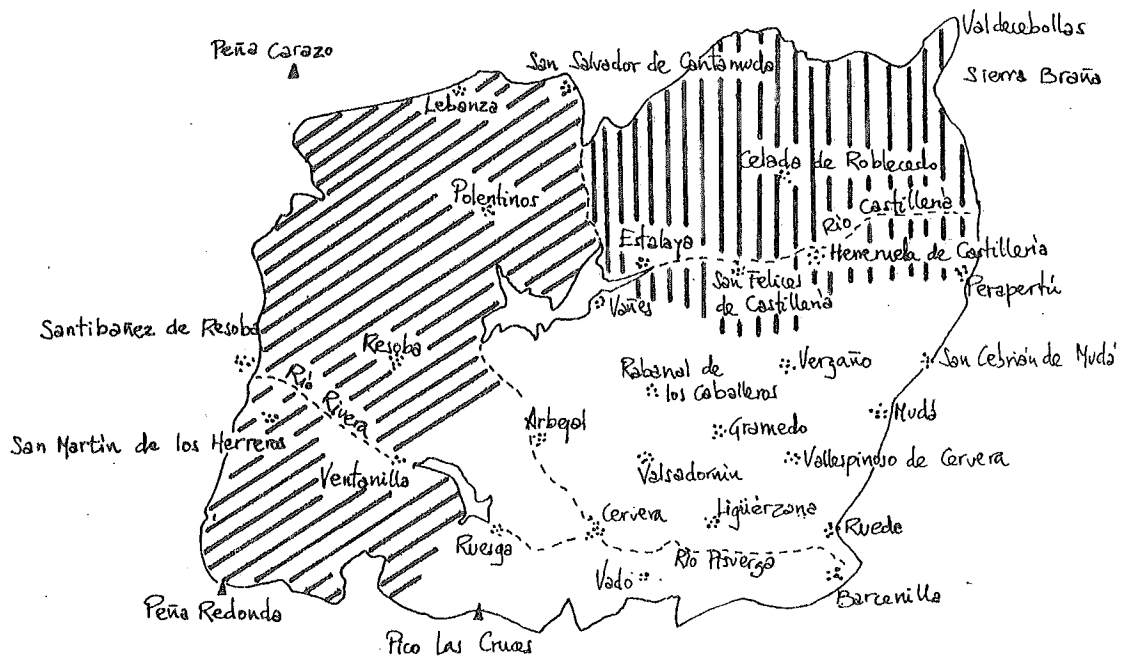 Valdecebollas
Peña Carazo
San Salvador de Cantamuda
Sierra Braña
Lebanza
Celada de Roblecedo
Polentinos
Castillería
Río
Estalaya
Herreruela de Castillería
San Felices
de Castillería
Perapertú
Vañes
Santibañez de Resoba
Resoba
Verzaño
San Cebrián de Mudá
Rabanal de
los Caballeros
Río
Rivera
Mudá
Arbejal
Gramedo
San Martín de los Herreros
Vallespinoso de Cervera
Ventanilla
Valsadornín
Cervera
Ligüérzana
Ruede
Ruesga
Río Pisuerga
Vado
Barcenilla
Peña Redonda
Pico Las Cruces